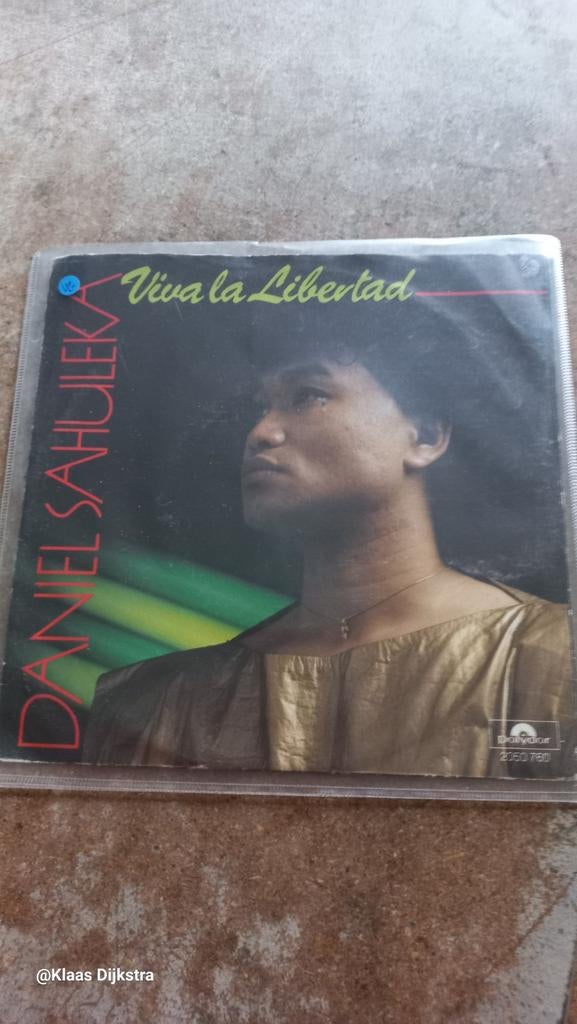 Viva la Libertad
DANIEL SAHULEKA
polydor
2050 760
@Klaas Dijkstra